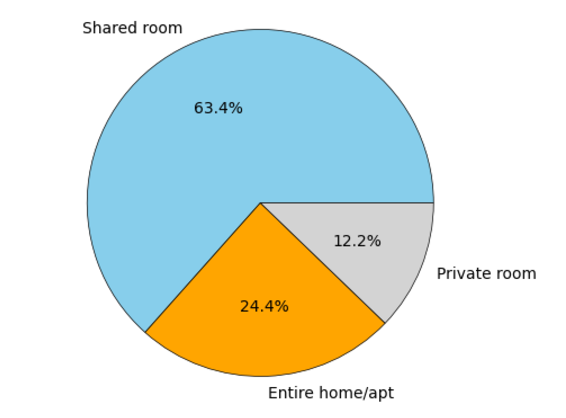 Shared room
63.4%
12.2%
Private room
24.4%
Entire home/apt